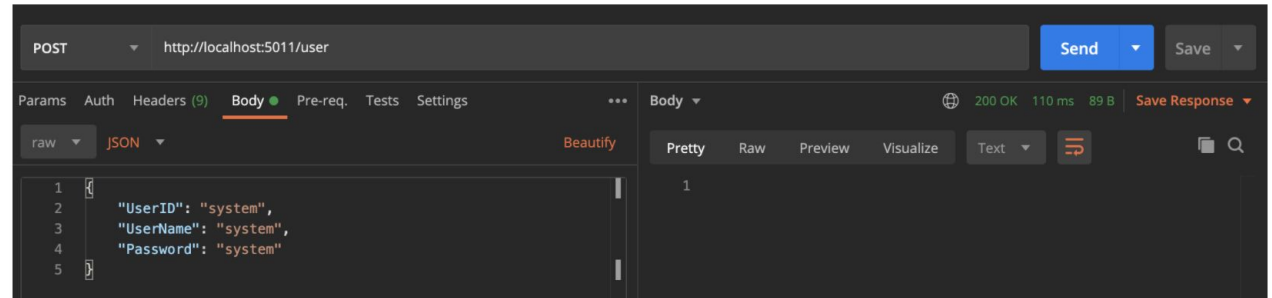 POST http://localhost:5011/user Send Save
Params Auth Headers (9) Body Pre-req. Tests Settings
raw JSON Beautify
1 {
2 "UserID": "system",
3 "UserName": "system",
4 "Password": "system"
5 }
Body 200 OK 110 ms 89 B Save Response
Pretty Raw Preview Visualize Text
1